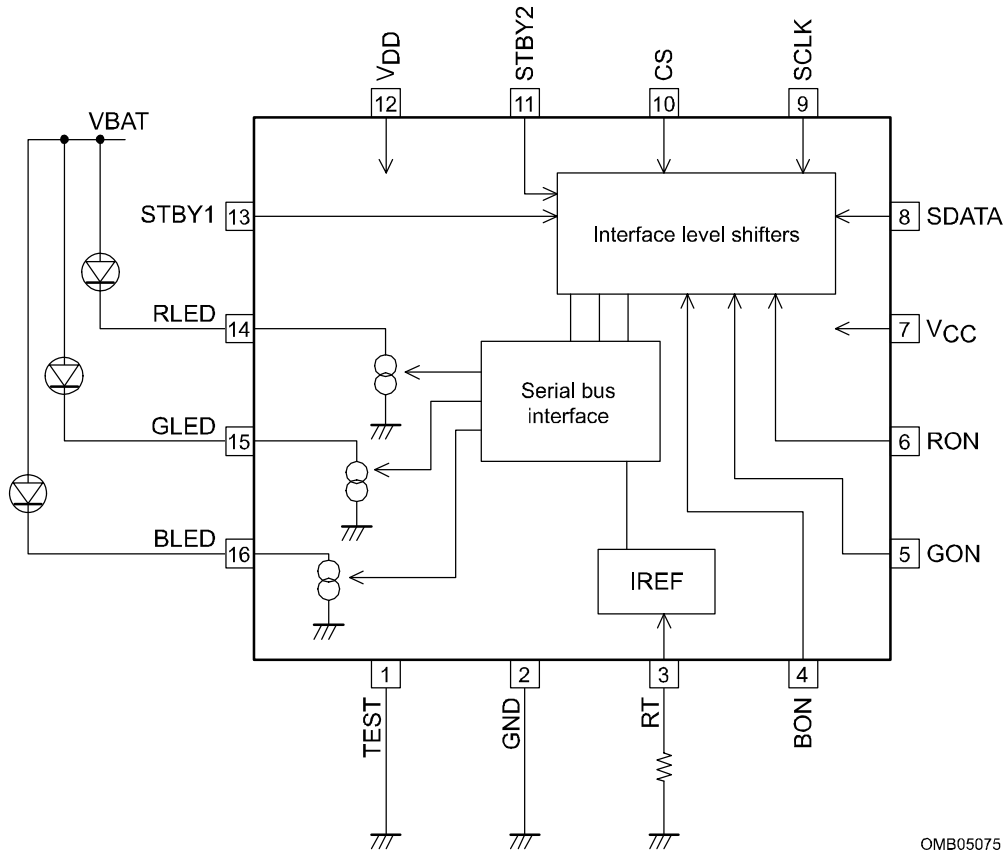 VDD
STBY2
CS
SCLK
12
11
10
9
VBAT
STBY1
13
Interface level shifters
8
SDATA
RLED
14
7
VCC
Serial bus
interface
GLED
15
6
RON
BLED
16
IREF
5
GON
1
2
3
4
TEST
GND
RT
BON
OMB05075